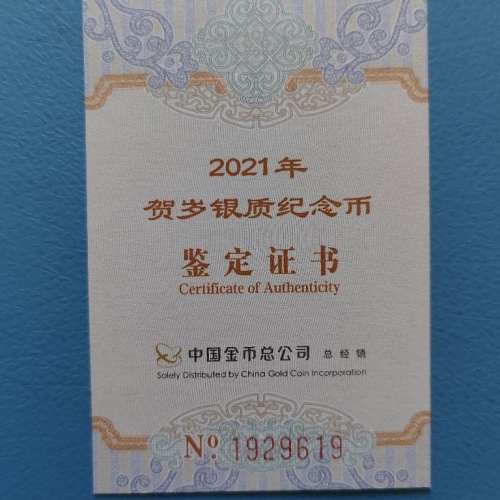 2021年
贺岁银质纪念币
鉴定证书
Certificate of Authenticity
中国金币总公司 总经销
Solely Distributed by China Gold Coin Incorporation
Nº. 1929619